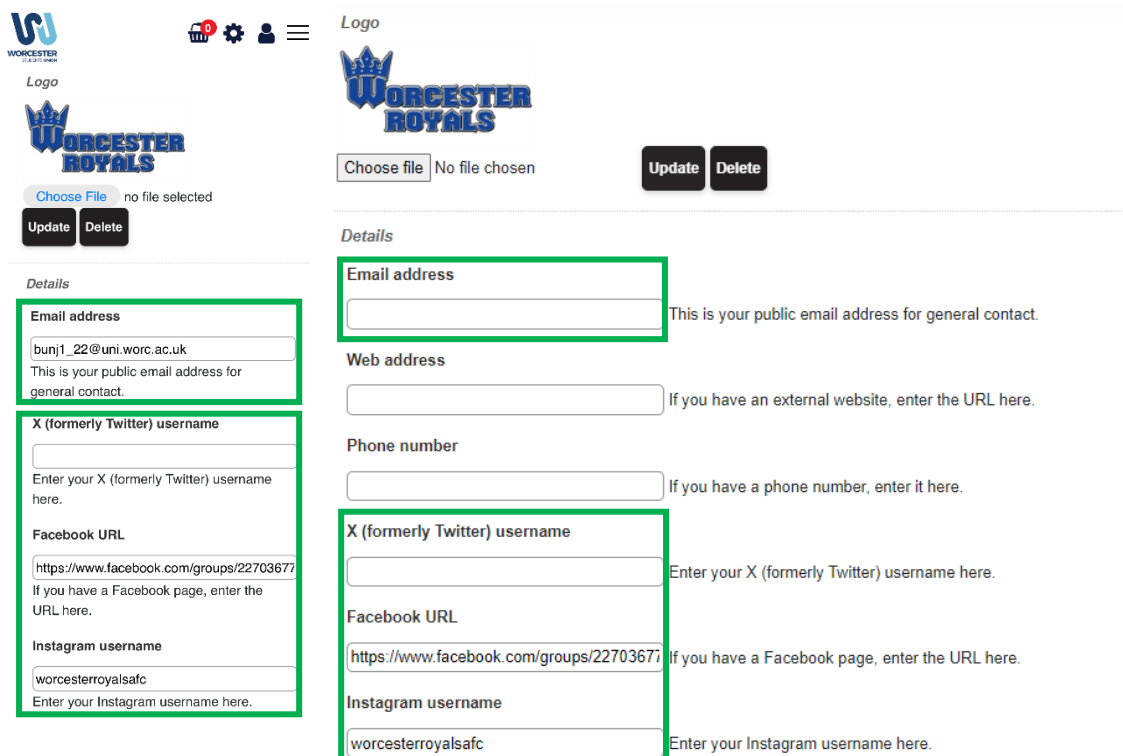 WORCESTER
STUDENTS' UNION
0
Logo
WORCESTER
ROYALS
Choose File no file selected
Update Delete
Details
Email address
bunj1_22@uni.worc.ac.uk
This is your public email address for
general contact.
X (formerly Twitter) username
Enter your X (formerly Twitter) username
here.
Facebook URL
https://www.facebook.com/groups/22703677
If you have a Facebook page, enter the
URL here.
Instagram username
worcesterroyalsafc
Enter your Instagram username here.
Logo
WORCESTER
ROYALS
Choose file No file chosen Update Delete
Details
Email address
This is your public email address for general contact.
Web address
If you have an external website, enter the URL here.
Phone number
If you have a phone number, enter it here.
X (formerly Twitter) username
Enter your X (formerly Twitter) username here.
Facebook URL
https://www.facebook.com/groups/22703677 If you have a Facebook page, enter the URL here.
Instagram username
worcesterroyalsafc Enter your Instagram username here.